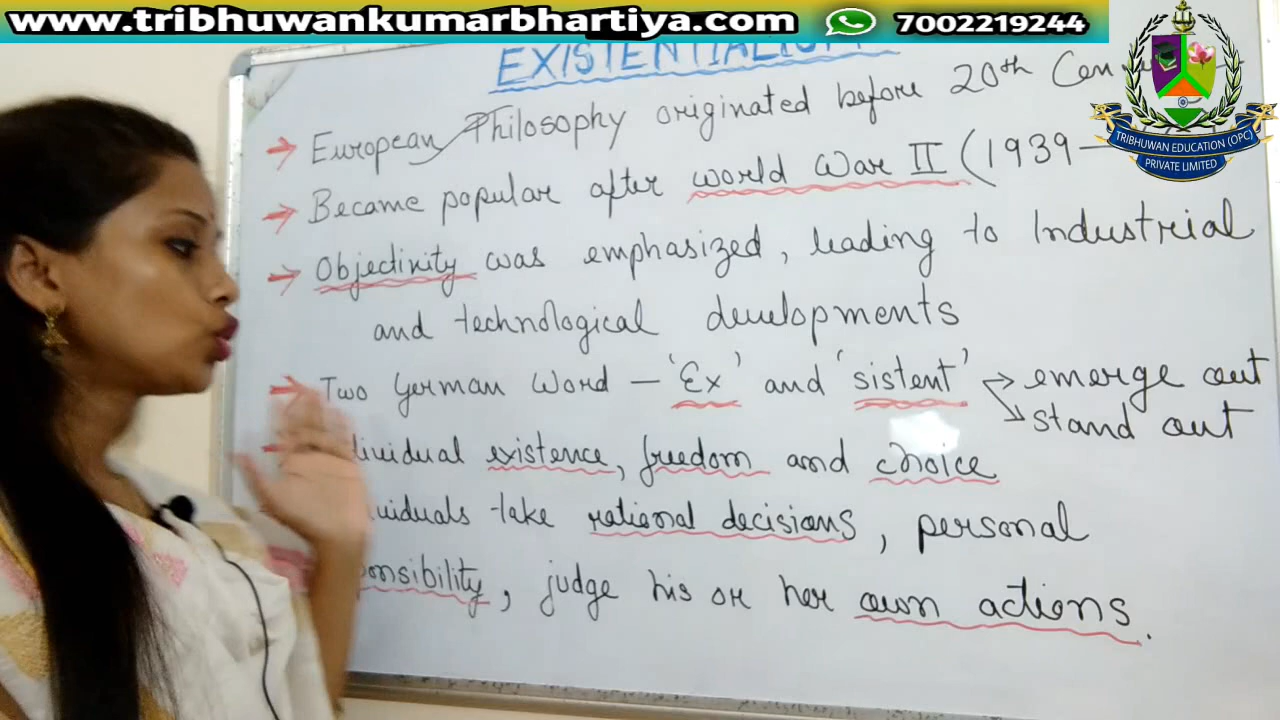 www.tribhuwankumarbhartiya.com 7002219244
EXISTENTIALISM
→ European Philosophy originated before 20th
→ Became popular after world War II (1939-
→ Objectivity was emphasized, leading to Industrial
and technological developments
→ Two German Word - 'Ex' and 'sistent' → emerge out
→ stand out
existence, freedom and choice
take rational decisions, personal
judge his or her own actions.
TRIBHUWAN EDUCATION (OPC)
PRIVATE LIMITED